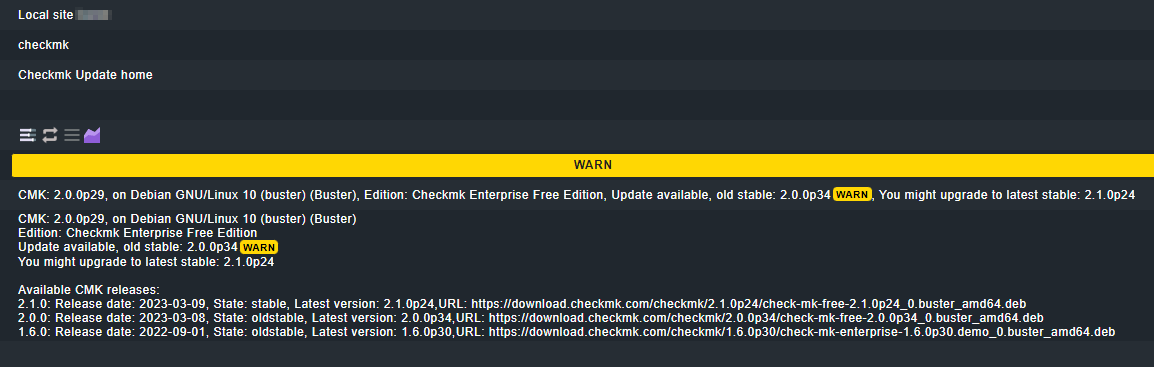 Local site
checkmk
Checkmk Update home
WARN
CMK: 2.0.0p29, on Debian GNU/Linux 10 (buster) (Buster), Edition: Checkmk Enterprise Free Edition, Update available, old stable: 2.0.0p34 WARN, You might upgrade to latest stable: 2.1.0p24
CMK: 2.0.0p29, on Debian GNU/Linux 10 (buster) (Buster)
Edition: Checkmk Enterprise Free Edition
Update available, old stable: 2.0.0p34 WARN
You might upgrade to latest stable: 2.1.0p24
Available CMK releases:
2.1.0: Release date: 2023-03-09, State: stable, Latest version: 2.1.0p24,URL: https://download.checkmk.com/checkmk/2.1.0p24/check-mk-free-2.1.0p24_0.buster_amd64.deb
2.0.0: Release date: 2023-03-08, State: oldstable, Latest version: 2.0.0p34,URL: https://download.checkmk.com/checkmk/2.0.0p34/check-mk-free-2.0.0p34_0.buster_amd64.deb
1.6.0: Release date: 2022-09-01, State: oldstable, Latest version: 1.6.0p30,URL: https://download.checkmk.com/checkmk/1.6.0p30/check-mk-enterprise-1.6.0p30.demo_0.buster_amd64.deb